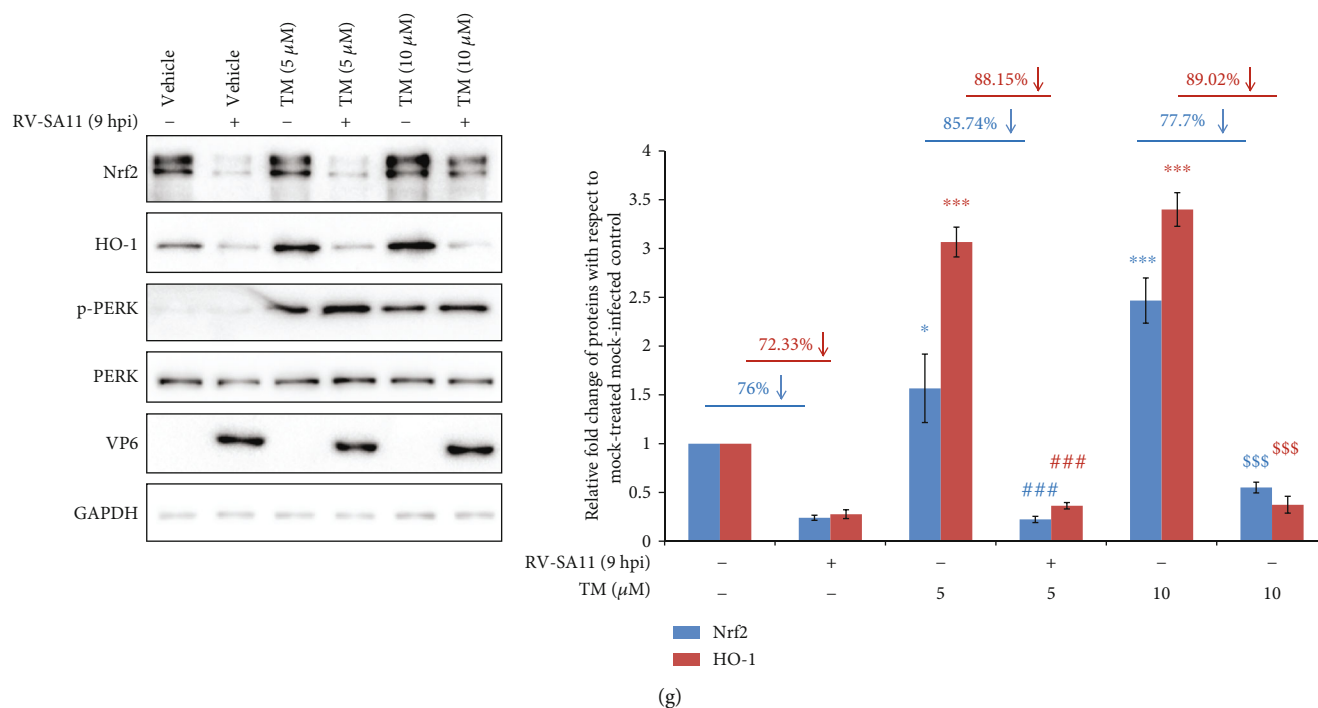 Vehicle
Vehicle
TM (5 μM)
TM (5 μM)
TM (10 μM)
TM (10 μM)
RV-SA11 (9 hpi) – + – + – +
Nrf2
HO-1
p-PERK
PERK
VP6
GAPDH
88.15% ↓
89.02% ↓
85.74% ↓
77.7% ↓
72.33% ↓
76% ↓
Relative fold change of proteins with respect to
mock-treated mock-infected control
4
3.5
3
2.5
2
1.5
1
0.5
0
*
***
###
###
***
***
$$$
$$$
RV-SA11 (9 hpi) – + – + – –
TM (μM) – – 5 5 10 10
Nrf2
HO-1
(g)